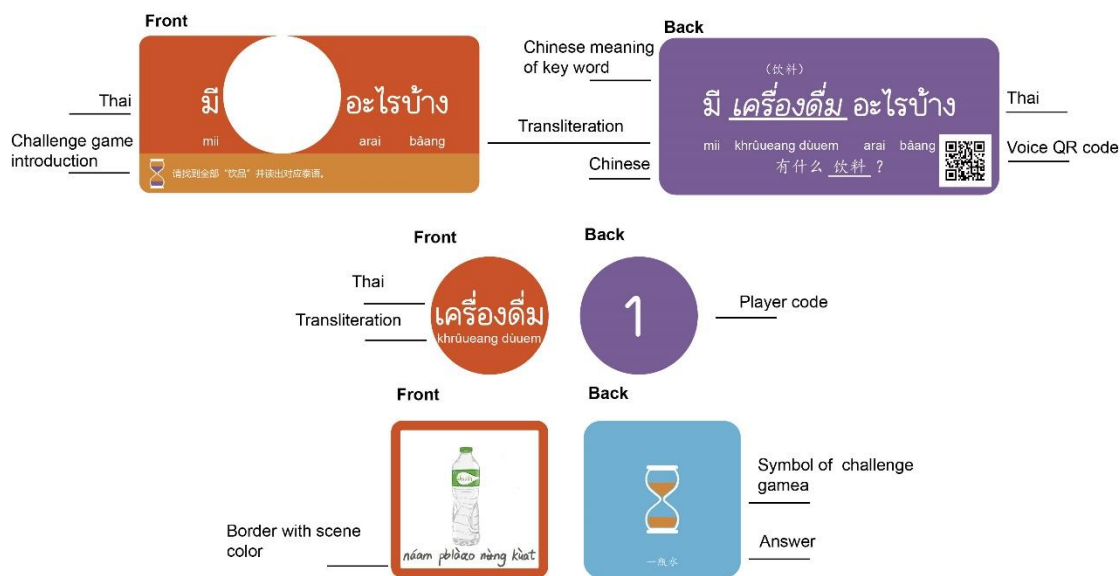 Front
Back
Chinese meaning
of key word
（饮料）
Thai
มี อะไรบ้าง
มี เครื่องดื่ม อะไรบ้าง
Thai
mii arai bâang
Transliteration
mii khrûueang dùuem arai bâang
Challenge game
introduction
请找到全部“饮品”并读出对应泰语。
Chinese
有什么 饮料 ？
Voice QR code
Front
Back
Thai
เครื่องดื่ม
Transliteration
khrûueang dùuem
1
Player code
Front
Back
Symbol of challenge
gamea
Border with scene
color
náam pblàao nùng kùat
Answer
一瓶水